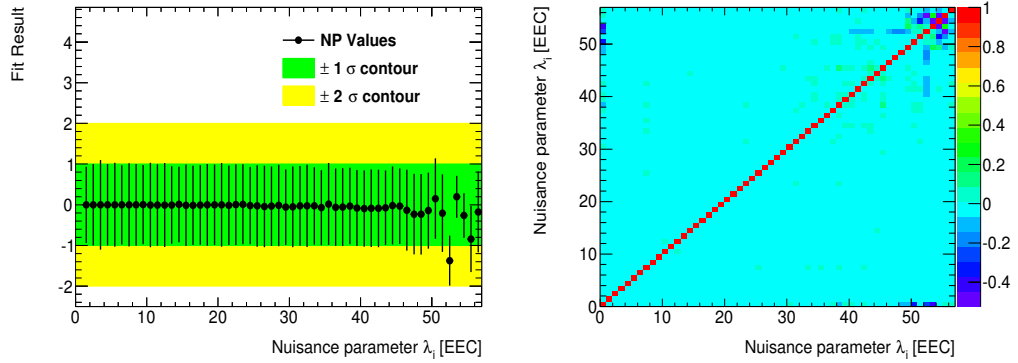 Fit Result
4
2
1
0
-1
-2
NP Values
± 1 σ contour
± 2 σ contour
0 10 20 30 40 50
Nuisance parameter λi [EEC]
Nuisance parameter λi [EEC]
50
40
30
20
10
0
0 10 20 30 40 50
Nuisance parameter λi [EEC]
1
0.8
0.6
0.4
0.2
0
-0.2
-0.4